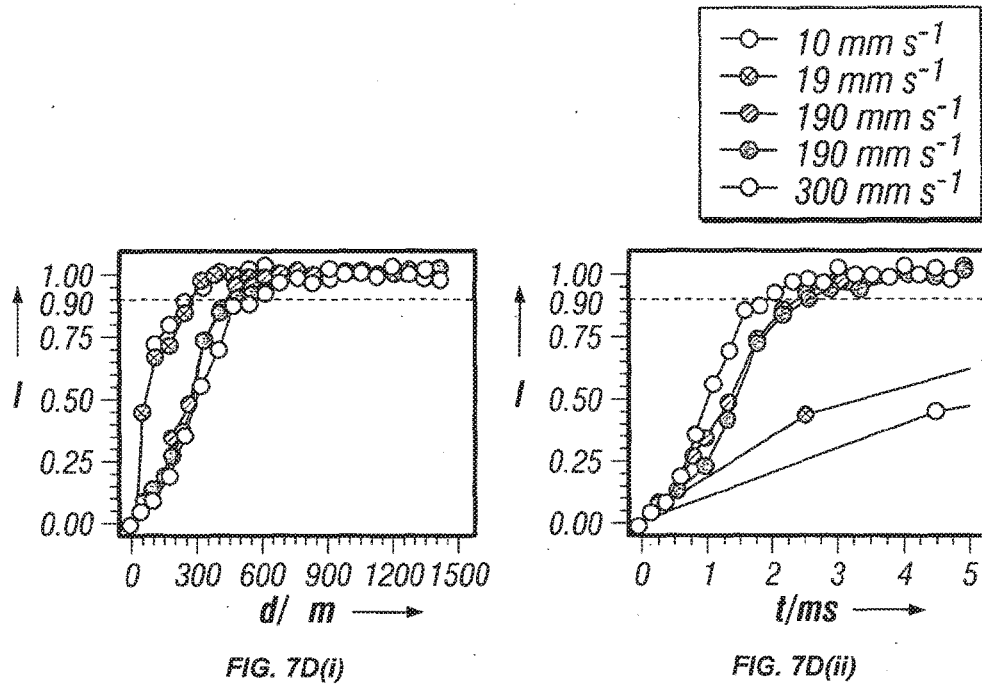 10 mm s⁻¹
19 mm s⁻¹
190 mm s⁻¹
190 mm s⁻¹
300 mm s⁻¹
1.00
0.90
0.75
0.50
0.25
0.00
I
0 300 600 900 1200 1500
d/ m
FIG. 7D(i)
1.00
0.90
0.75
0.50
0.25
0.00
I
0 1 2 3 4 5
t/ms
FIG. 7D(ii)